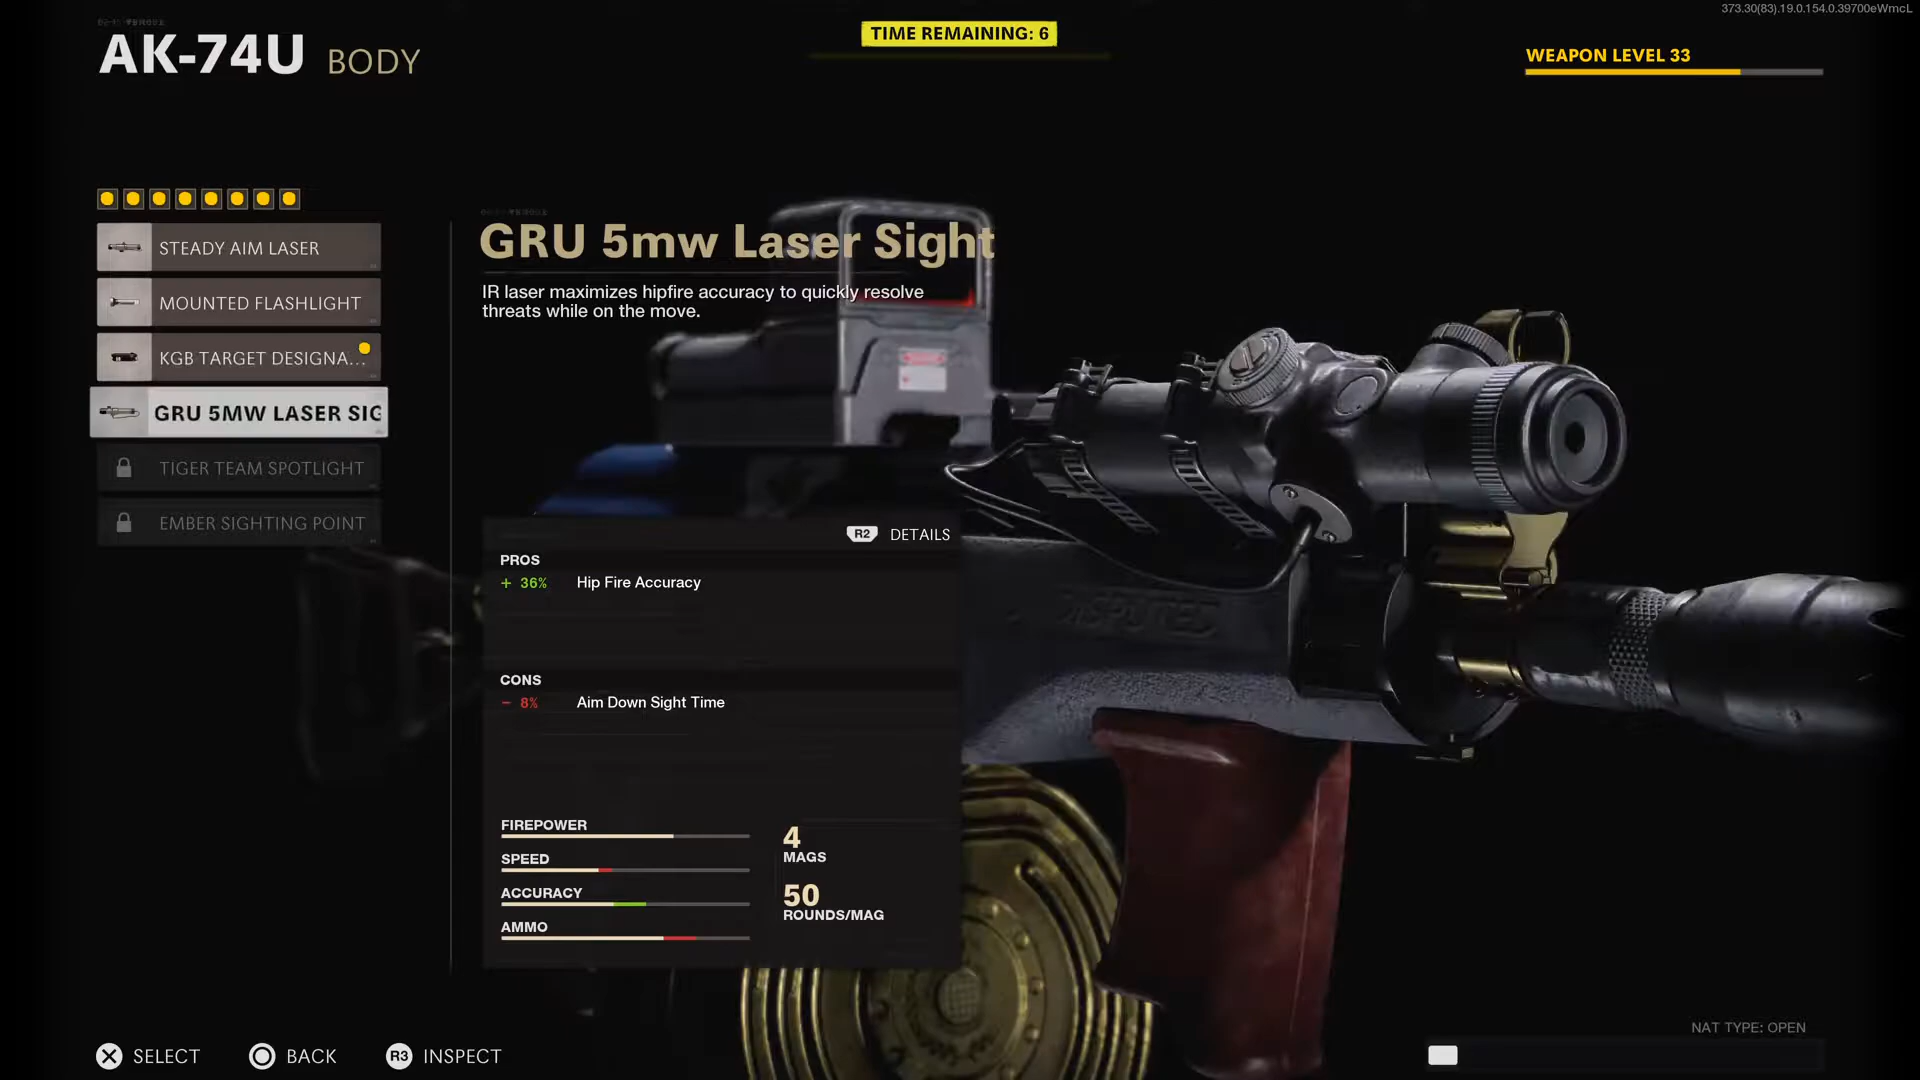 373.30(83).19.0.154.0.39700eWmcL
AK-74U BODY
TIME REMAINING: 6
WEAPON LEVEL 33
STEADY AIM LASER
MOUNTED FLASHLIGHT
KGB TARGET DESIGNA...
GRU 5MW LASER SIG
TIGER TEAM SPOTLIGHT
EMBER SIGHTING POINT
GRU 5mw Laser Sight
IR laser maximizes hipfire accuracy to quickly resolve
threats while on the move.
R2 DETAILS
PROS
+ 36% Hip Fire Accuracy
CONS
- 8% Aim Down Sight Time
FIREPOWER
SPEED
ACCURACY
AMMO
4
MAGS
50
ROUNDS/MAG
SELECT
BACK
R3 INSPECT
NAT TYPE: OPEN